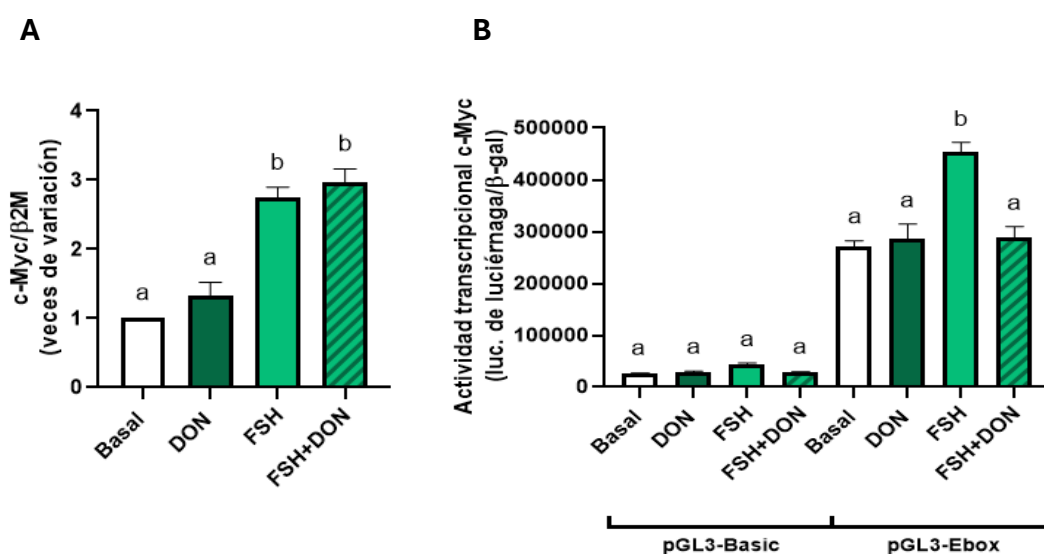 A
B
c-Myc/β2M
(veces de variación)
4
3
2
1
0
a
a
b
b
Basal
DON
FSH
FSH+DON
Actividad transcripcional c-Myc
(luc. de luciérnaga/β-gal)
500000
400000
300000
200000
100000
0
a
a
a
a
a
a
b
a
Basal
DON
FSH
FSH+DON
Basal
DON
FSH
FSH+DON
pGL3-Basic
pGL3-Ebox